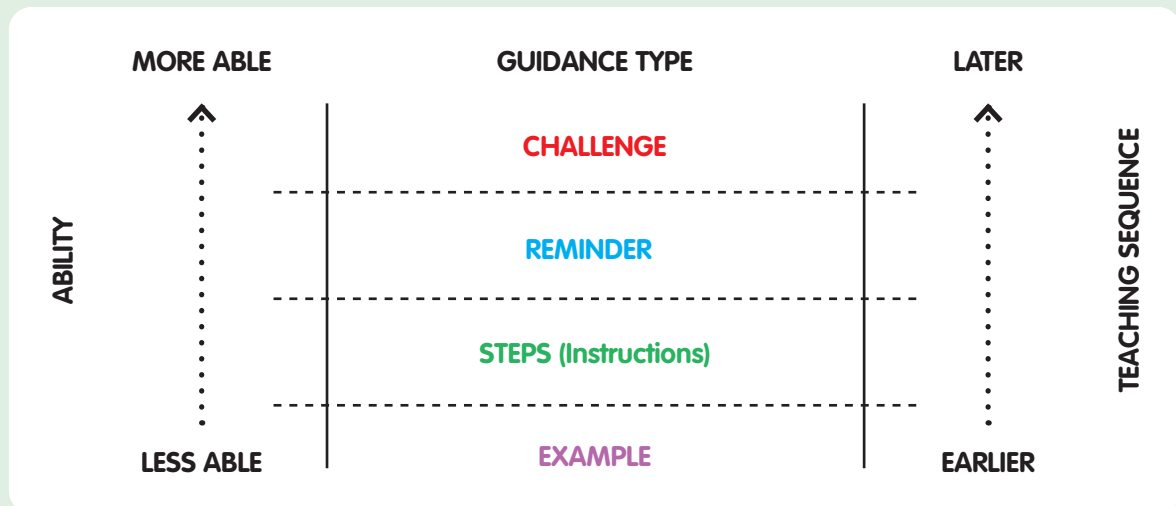 MORE ABLE
GUIDANCE TYPE
LATER
CHALLENGE
REMINDER
STEPS (Instructions)
EXAMPLE
LESS ABLE
EARLIER
ABILITY
TEACHING SEQUENCE